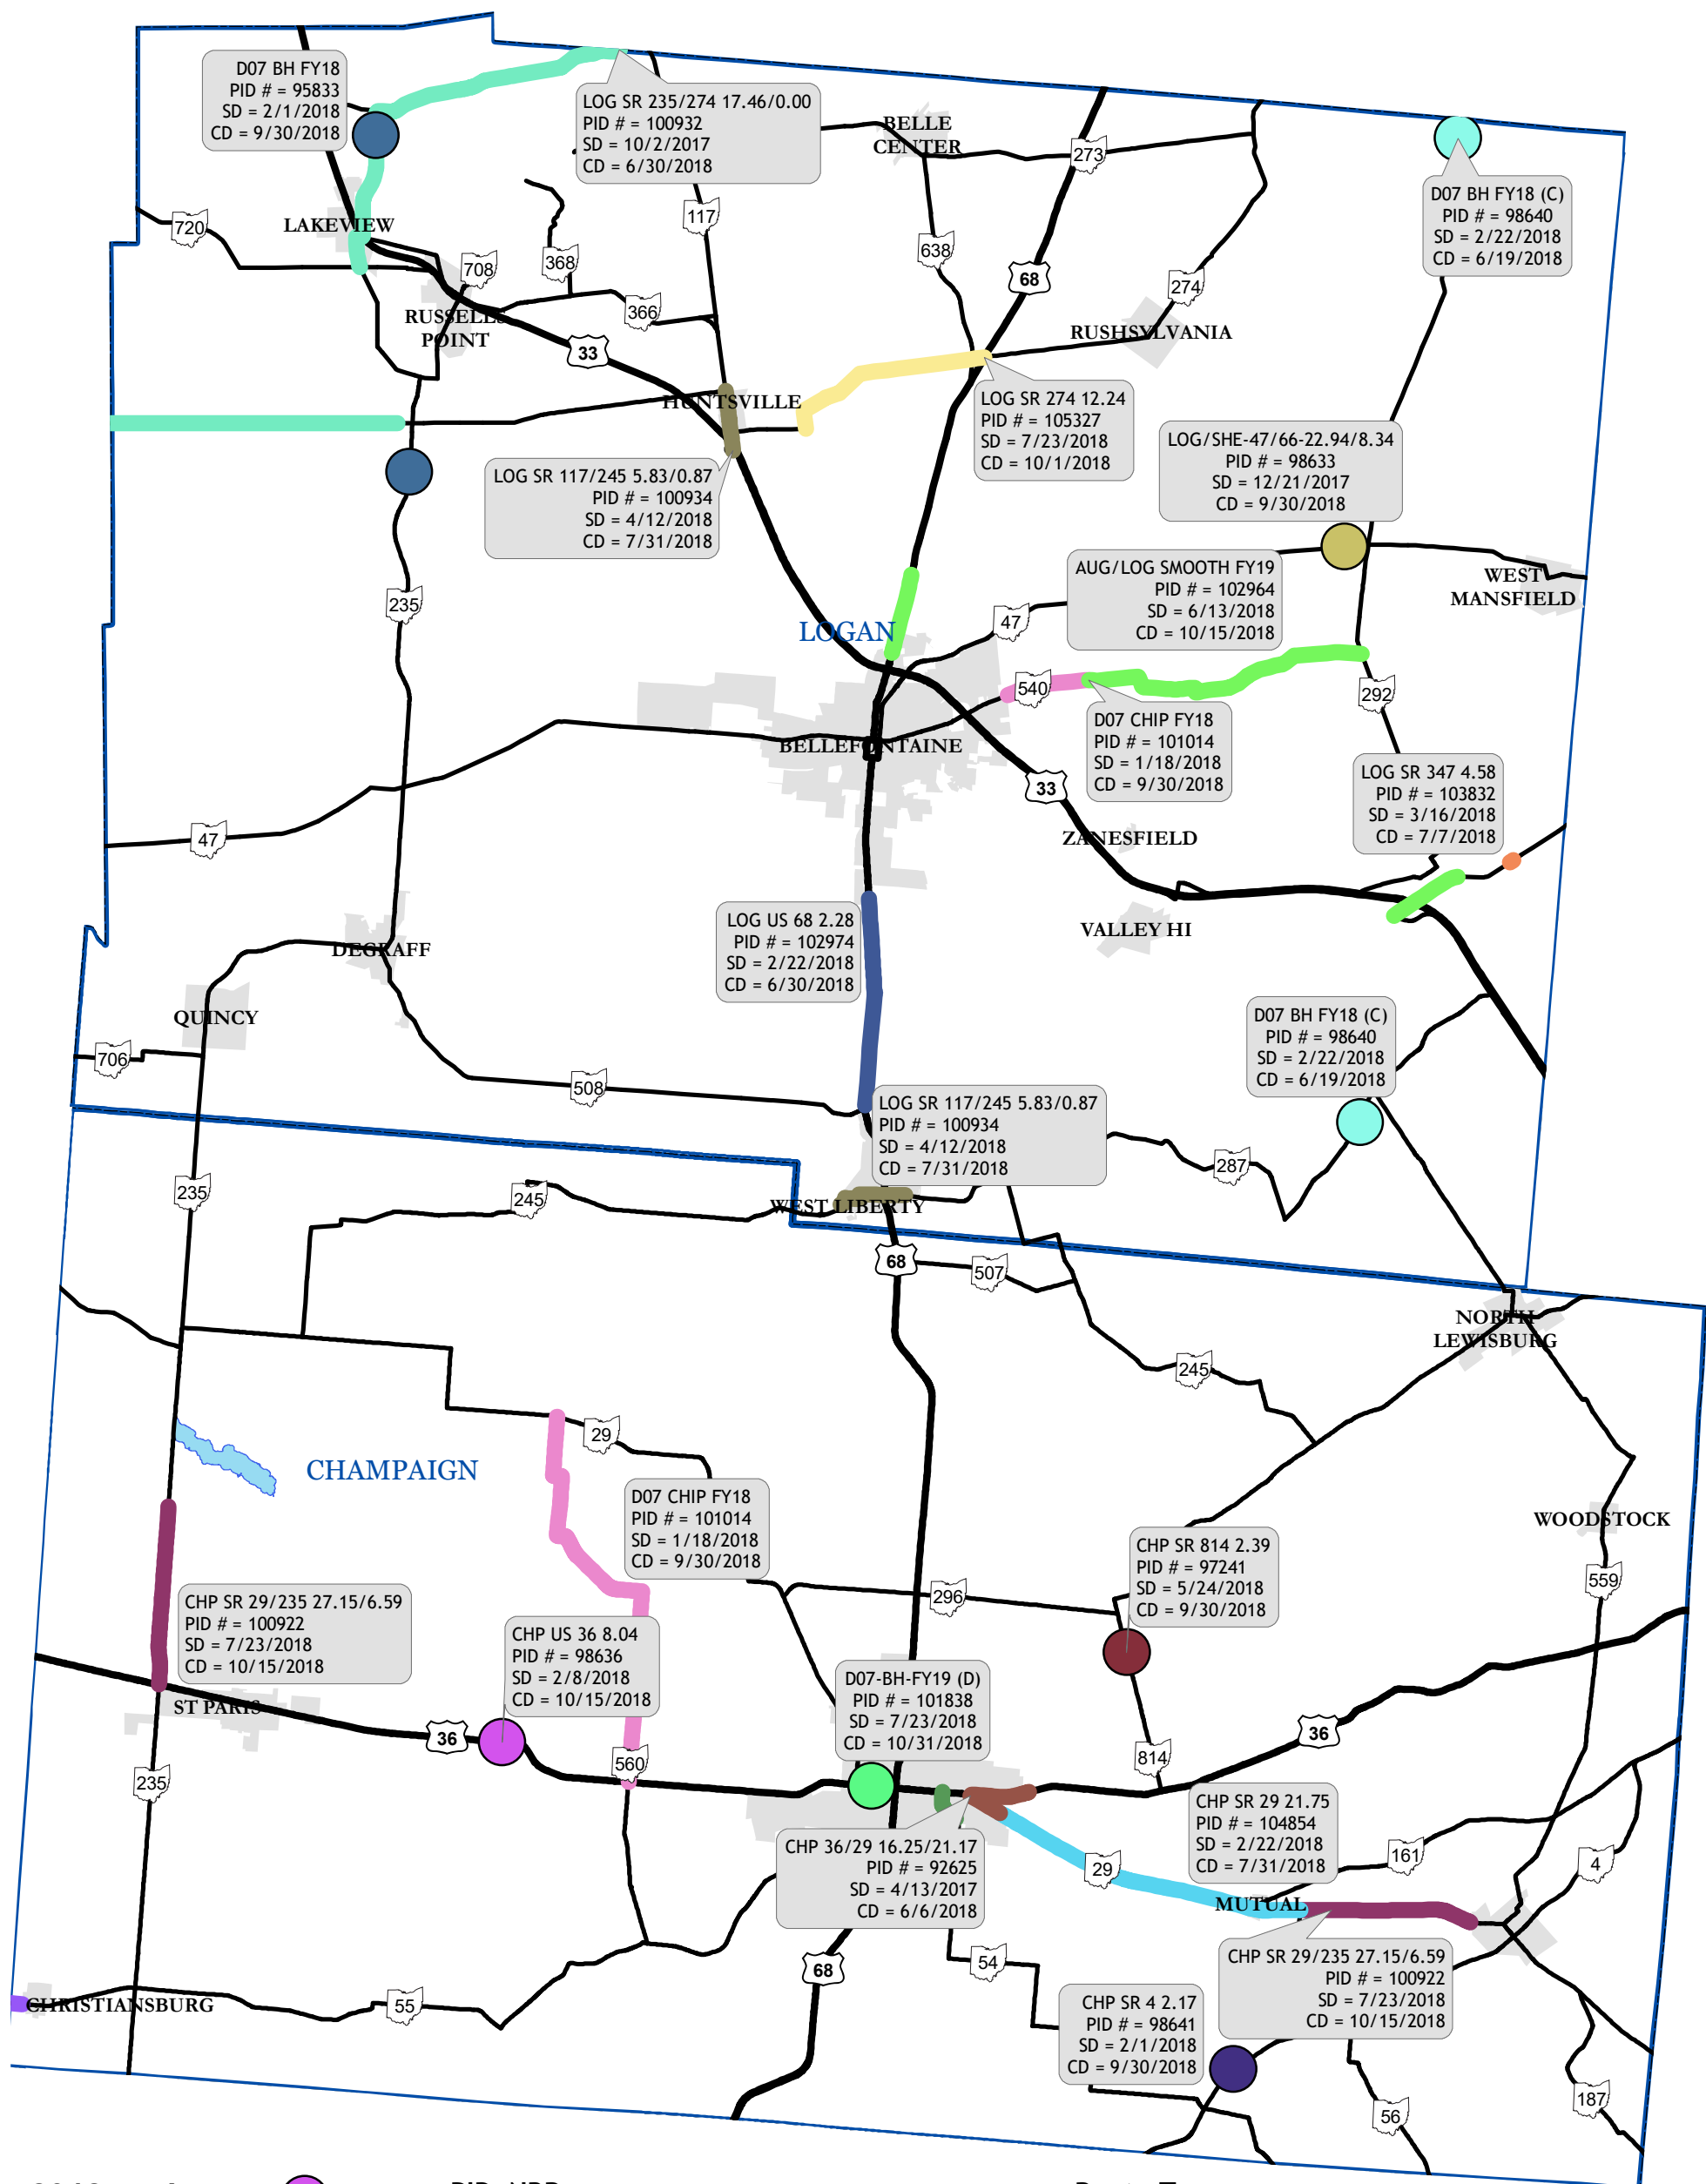 D07 BH FY18
PID # = 95833
SD = 2/1/2018
CD = 9/30/2018
LOG SR 235/274 17.46/0.00
PID # = 100932
SD = 10/2/2017
CD = 6/30/2018
BELLE
CENTER
273
D07 BH FY18 (C)
PID # = 98640
SD = 2/22/2018
CD = 6/19/2018
720
LAKEVIEW
117
638
368
708
68
274
366
RUSSELLS
POINT
RUSHSYLVANIA
33
HUNTSVILLE
LOG SR 274 12.24
PID # = 105327
SD = 7/23/2018
CD = 10/1/2018
LOG/SHE-47/66-22.94/8.34
PID # = 98633
SD = 12/21/2017
CD = 9/30/2018
LOG SR 117/245 5.83/0.87
PID # = 100934
SD = 4/12/2018
CD = 7/31/2018
AUG/LOG SMOOTH FY19
PID # = 102964
SD = 6/13/2018
CD = 10/15/2018
WEST
MANSFIELD
235
47
LOGAN
540
292
D07 CHIP FY18
PID # = 101014
SD = 1/18/2018
CD = 9/30/2018
BELLEFONTAINE
33
LOG SR 347 4.58
PID # = 103832
SD = 3/16/2018
CD = 7/7/2018
47
ZANESFIELD
LOG US 68 2.28
PID # = 102974
SD = 2/22/2018
CD = 6/30/2018
VALLEY HI
DEGRAFF
QUINCY
D07 BH FY18 (C)
PID # = 98640
SD = 2/22/2018
CD = 6/19/2018
706
508
LOG SR 117/245 5.83/0.87
PID # = 100934
SD = 4/12/2018
CD = 7/31/2018
287
235
245
WEST LIBERTY
68
507
NORTH
LEWISBURG
245
29
CHAMPAIGN
D07 CHIP FY18
PID # = 101014
SD = 1/18/2018
CD = 9/30/2018
WOODSTOCK
CHP SR 814 2.39
PID # = 97241
SD = 5/24/2018
CD = 9/30/2018
559
296
CHP SR 29/235 27.15/6.59
PID # = 100922
SD = 7/23/2018
CD = 10/15/2018
CHP US 36 8.04
PID # = 98636
SD = 2/8/2018
CD = 10/15/2018
D07-BH-FY19 (D)
PID # = 101838
SD = 7/23/2018
CD = 10/31/2018
ST PARIS
36
36
560
814
235
CHP SR 29 21.75
PID # = 104854
SD = 2/22/2018
CD = 7/31/2018
CHP 36/29 16.25/21.17
PID # = 92625
SD = 4/13/2017
CD = 6/6/2018
29
161
4
MUTUAL
68
54
CHP SR 29/235 27.15/6.59
PID # = 100922
SD = 7/23/2018
CD = 10/15/2018
CHRISTIANSBURG
55
CHP SR 4 2.17
PID # = 98641
SD = 2/1/2018
CD = 9/30/2018
187
56